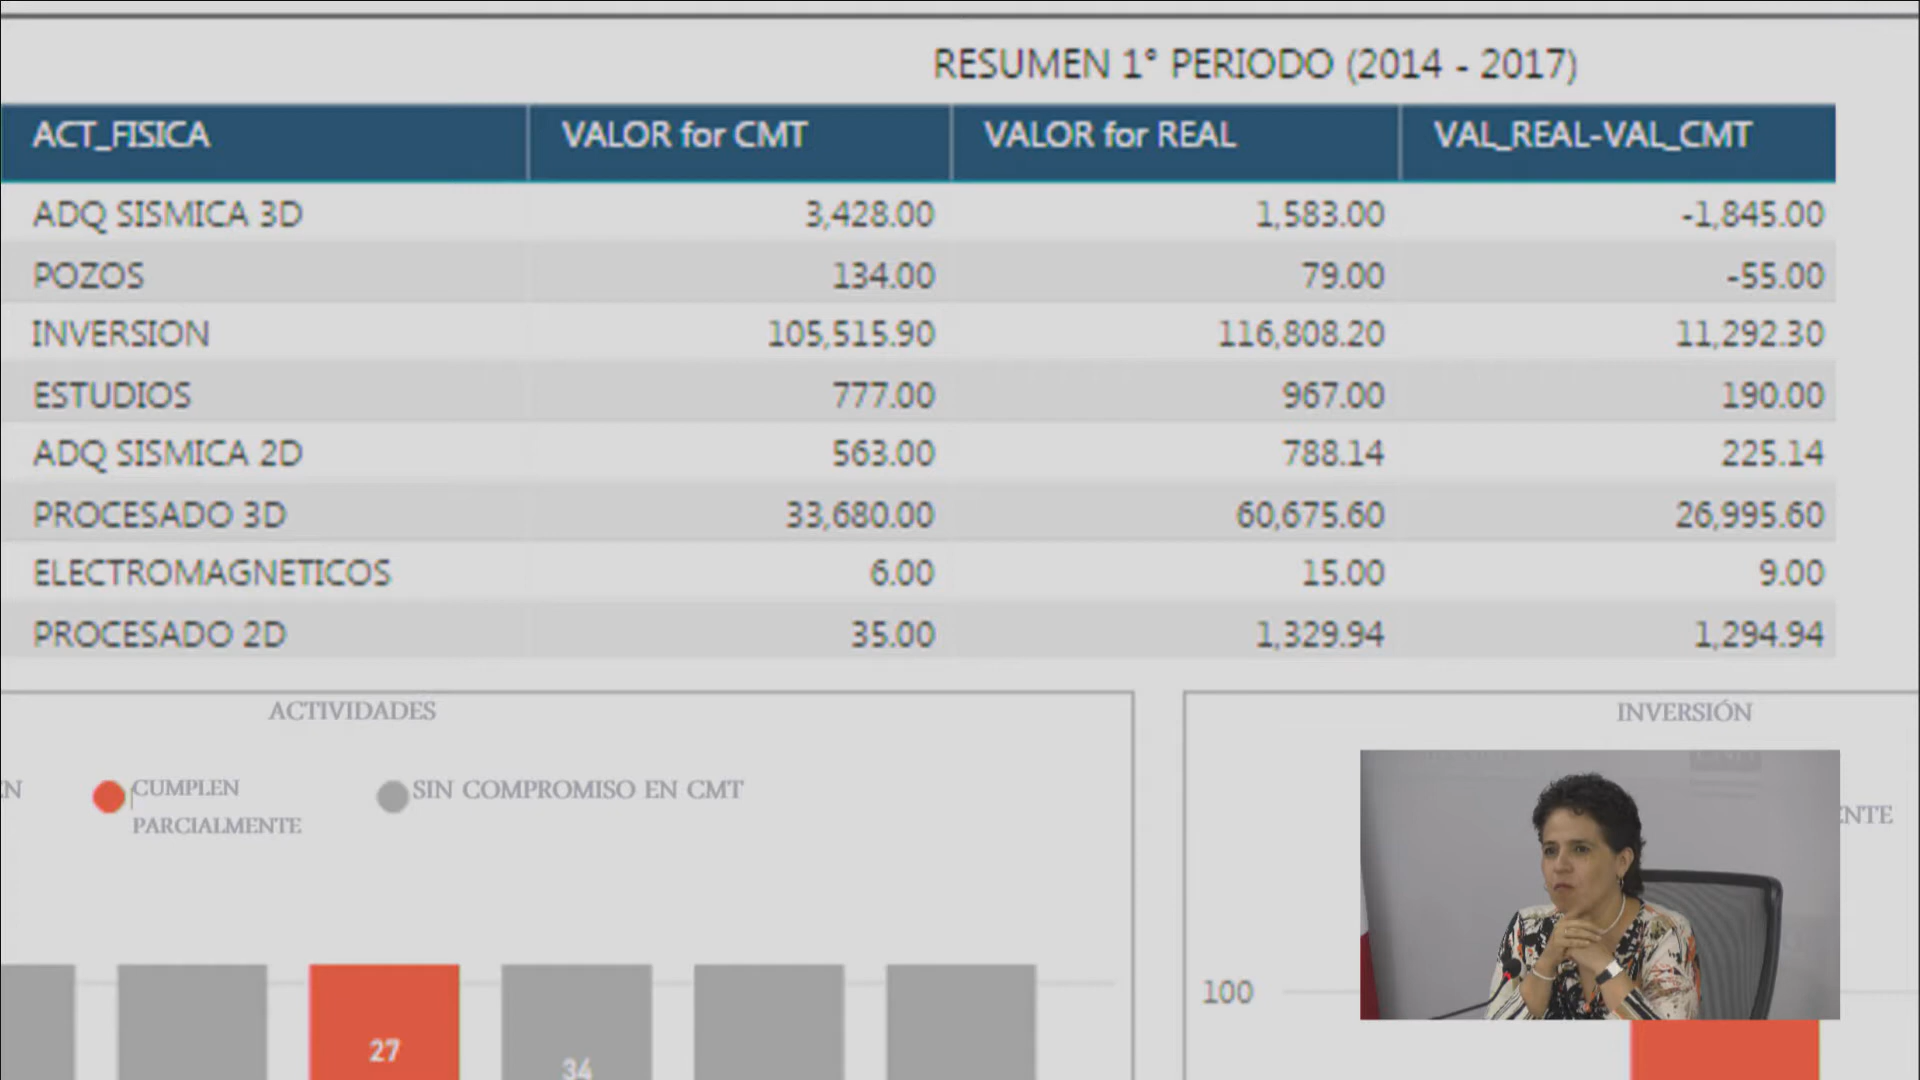 RESUMEN 1° PERIODO (2014 - 2017)
ACT_FISICA VALOR for CMT VALOR for REAL VAL_REAL-VAL_CMT
ADQ SISMICA 3D 3,428.00 1,583.00 -1,845.00
POZOS 134.00 79.00 -55.00
INVERSION 105,515.90 116,808.20 11,292.30
ESTUDIOS 777.00 967.00 190.00
ADQ SISMICA 2D 563.00 788.14 225.14
PROCESADO 3D 33,680.00 60,675.60 26,995.60
ELECTROMAGNETICOS 6.00 15.00 9.00
PROCESADO 2D 35.00 1,329.94 1,294.94
ACTIVIDADES
CUMPLEN
PARCIALMENTE
SIN COMPROMISO EN CMT
27
34
INVERSIÓN
100